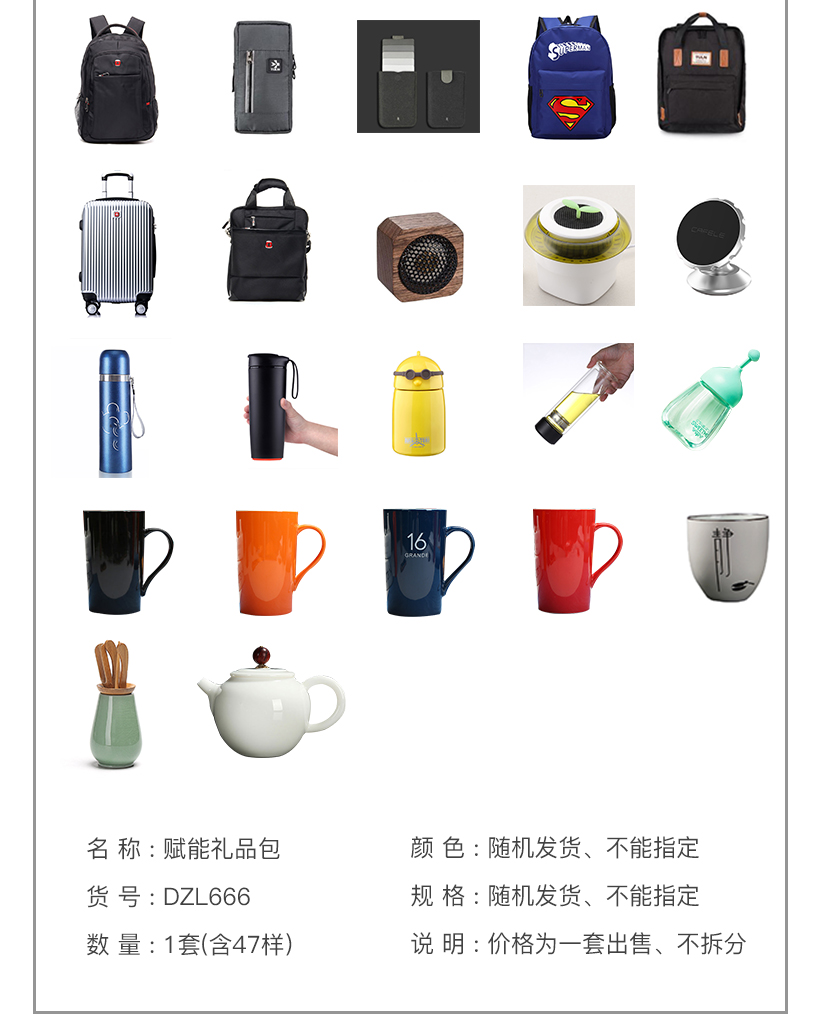 16
GRANDE
名 称 : 赋能礼品包
颜 色 : 随机发货、不能指定
货 号 : DZL666
规 格 : 随机发货、不能指定
数 量 : 1套(含47样)
说 明 : 价格为一套出售、不拆分